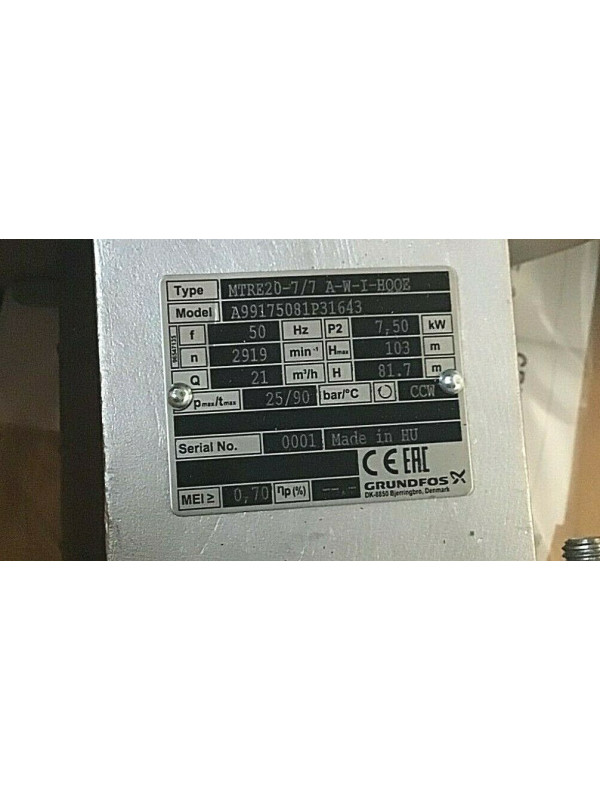 Type MTRE20-7/7 A-W-I-HQQE
Model A99175081P31643
f 50 Hz P2 7,50 kW
n 2919 min⁻¹ Hmax 103 m
Q 21 m³/h H 81.7 m
pmax/tmax 25/90 bar/°C CCW
Serial No. 0001 Made in HU
CE EAC
MEI ≥ 0,70 ηp(%) --,-
GRUNDFOS
DK-8850 Bjerringbro, Denmark